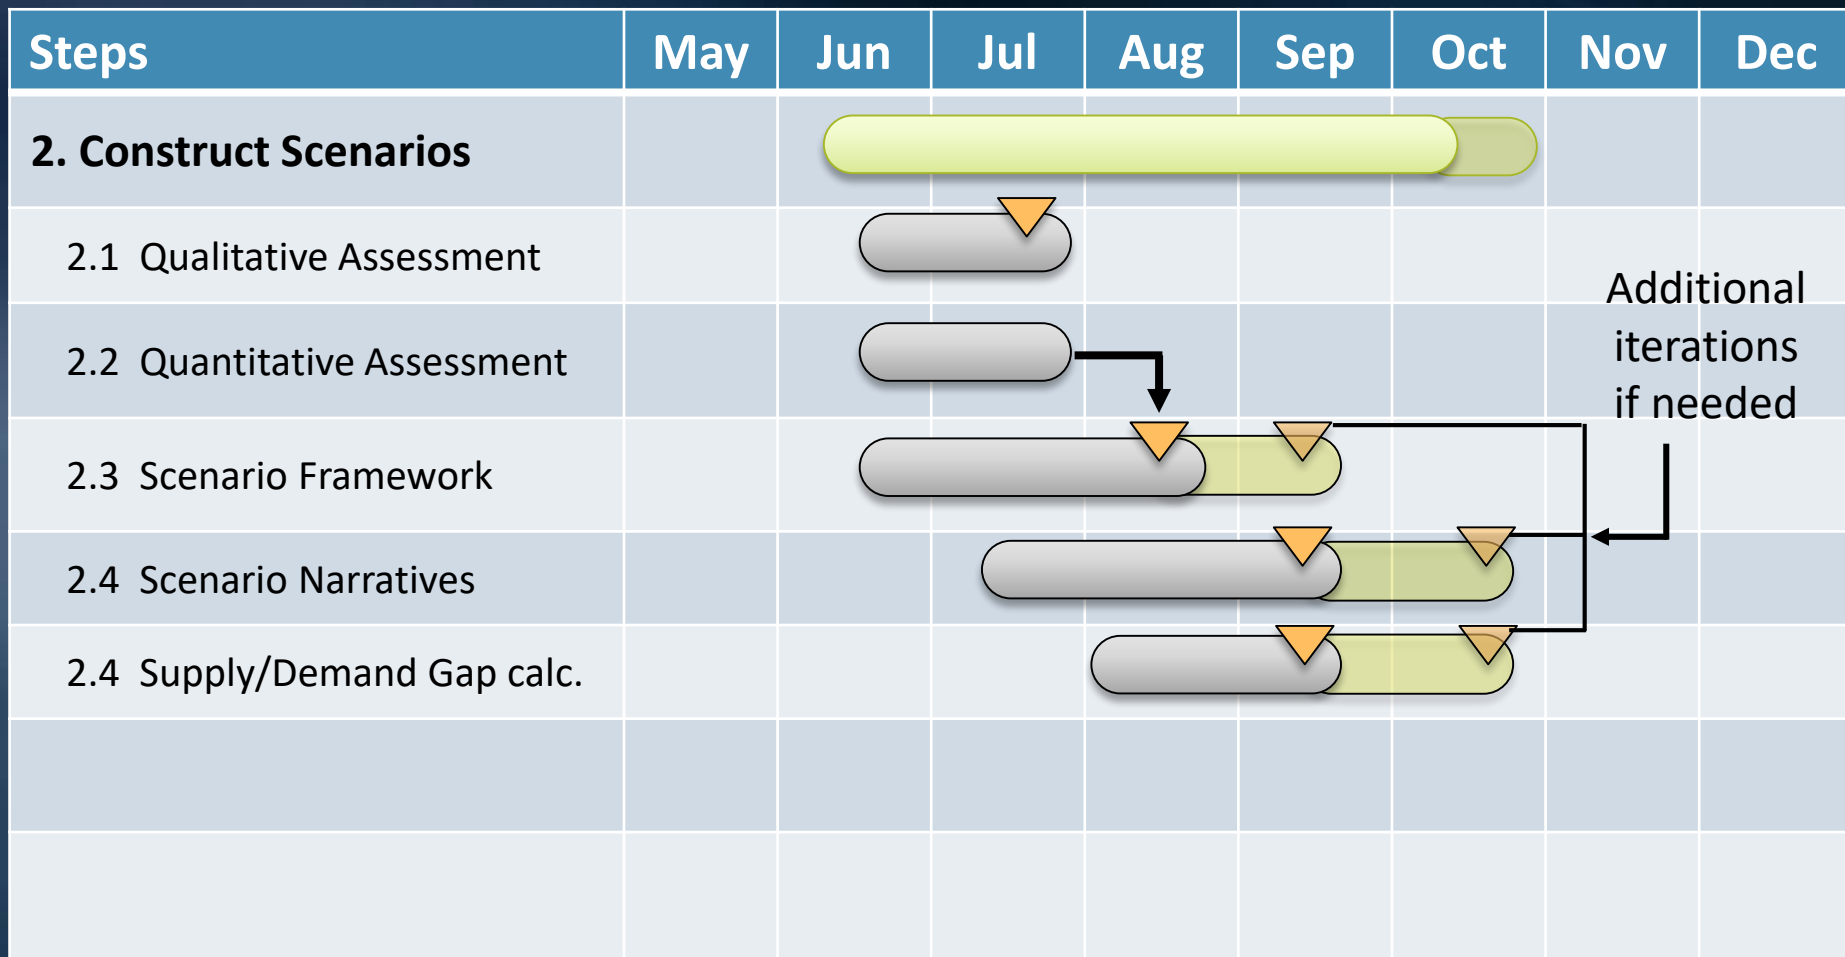 Steps May Jun Jul Aug Sep Oct Nov Dec
2. Construct Scenarios
2.1 Qualitative Assessment
2.2 Quantitative Assessment
2.3 Scenario Framework
2.4 Scenario Narratives
2.4 Supply/Demand Gap calc.
Additional
iterations
if needed